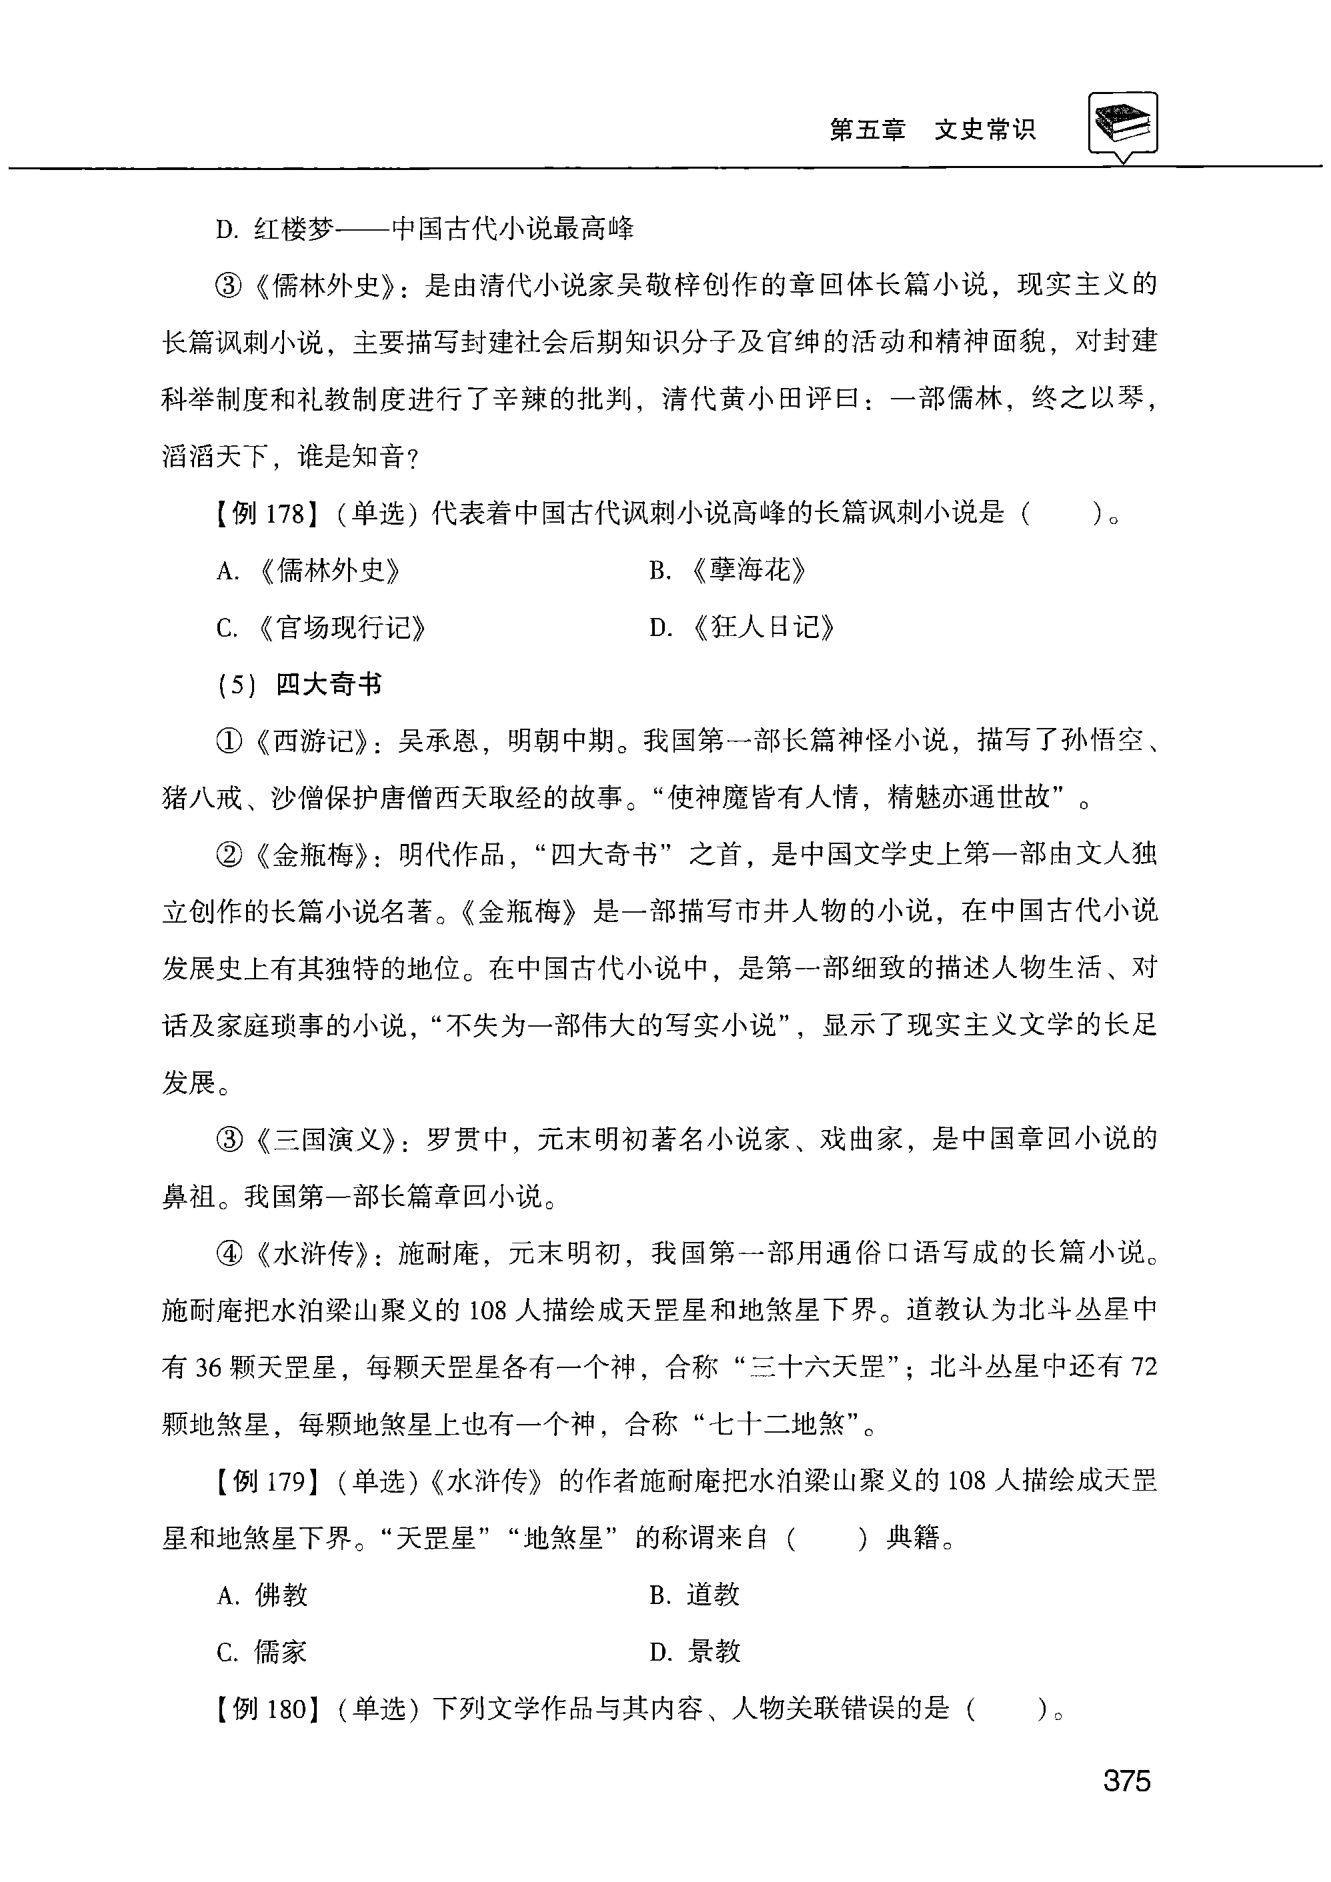 第五章 文史常识
D. 红楼梦——中国古代小说最高峰
③《儒林外史》：是由清代小说家吴敬梓创作的章回体长篇小说，现实主义的
长篇讽刺小说，主要描写封建社会后期知识分子及官绅的活动和精神面貌，对封建
科举制度和礼教制度进行了辛辣的批判，清代黄小田评曰：一部儒林，终之以琴，
滔滔天下，谁是知音？
【例 178】（单选）代表着中国古代讽刺小说高峰的长篇讽刺小说是（　　）。
A. 《儒林外史》 B. 《孽海花》
C. 《官场现行记》 D. 《狂人日记》
（5）四大奇书
①《西游记》：吴承恩，明朝中期。我国第一部长篇神怪小说，描写了孙悟空、
猪八戒、沙僧保护唐僧西天取经的故事。“使神魔皆有人情，精魅亦通世故”。
②《金瓶梅》：明代作品，“四大奇书”之首，是中国文学史上第一部由文人独
立创作的长篇小说名著。《金瓶梅》是一部描写市井人物的小说，在中国古代小说
发展史上有其独特的地位。在中国古代小说中，是第一部细致的描述人物生活、对
话及家庭琐事的小说，“不失为一部伟大的写实小说”，显示了现实主义文学的长足
发展。
③《三国演义》：罗贯中，元末明初著名小说家、戏曲家，是中国章回小说的
鼻祖。我国第一部长篇章回小说。
④《水浒传》：施耐庵，元末明初，我国第一部用通俗口语写成的长篇小说。
施耐庵把水泊梁山聚义的 108 人描绘成天罡星和地煞星下界。道教认为北斗丛星中
有 36 颗天罡星，每颗天罡星各有一个神，合称“三十六天罡”；北斗丛星中还有 72
颗地煞星，每颗地煞星上也有一个神，合称“七十二地煞”。
【例 179】（单选）《水浒传》的作者施耐庵把水泊梁山聚义的 108 人描绘成天罡
星和地煞星下界。“天罡星”“地煞星”的称谓来自（　　）典籍。
A. 佛教 B. 道教
C. 儒家 D. 景教
【例 180】（单选）下列文学作品与其内容、人物关联错误的是（　　）。
375